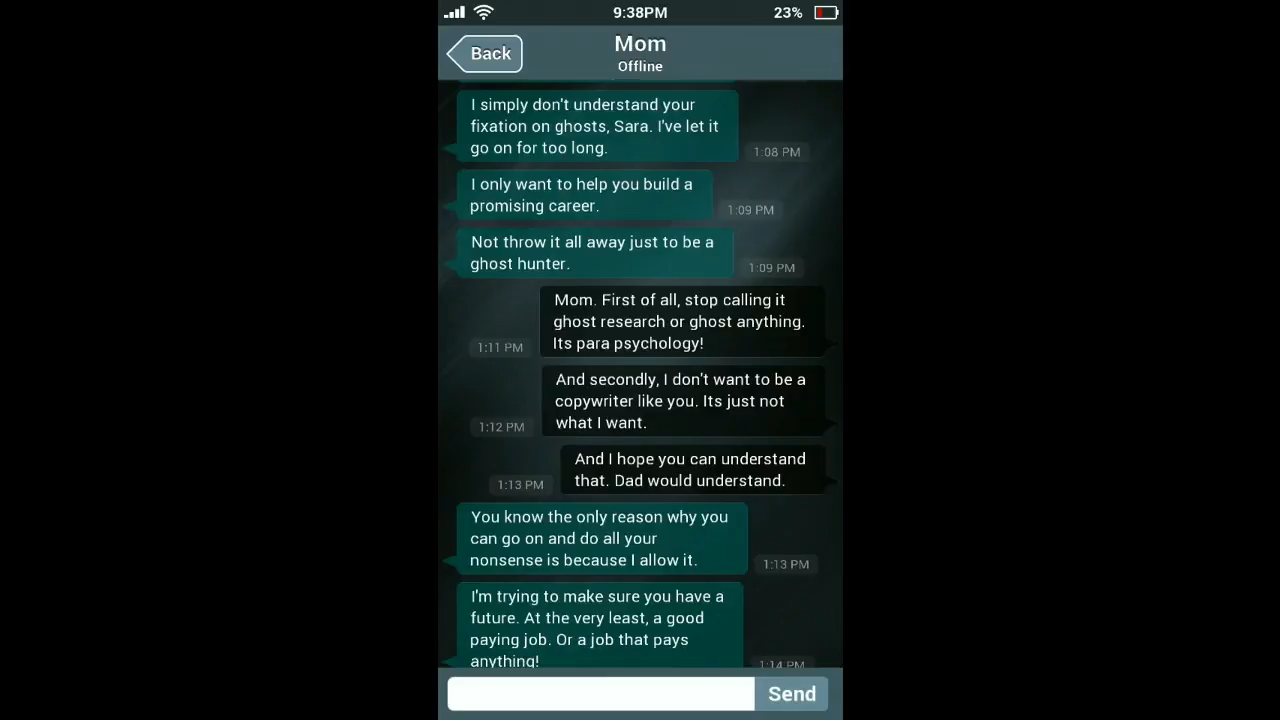 9:38PM
23%
Back
Mom
Offline
I simply don't understand your
fixation on ghosts, Sara. I've let it
go on for too long.
1:08 PM
I only want to help you build a
promising career.
1:09 PM
Not throw it all away just to be a
ghost hunter.
1:09 PM
Mom. First of all, stop calling it
ghost research or ghost anything.
Its para psychology!
1:11 PM
And secondly, I don't want to be a
copywriter like you. Its just not
what I want.
1:12 PM
And I hope you can understand
that. Dad would understand.
1:13 PM
You know the only reason why you
can go on and do all your
nonsense is because I allow it.
1:13 PM
I'm trying to make sure you have a
future. At the very least, a good
paying job. Or a job that pays
anything!
1:14 PM
Send